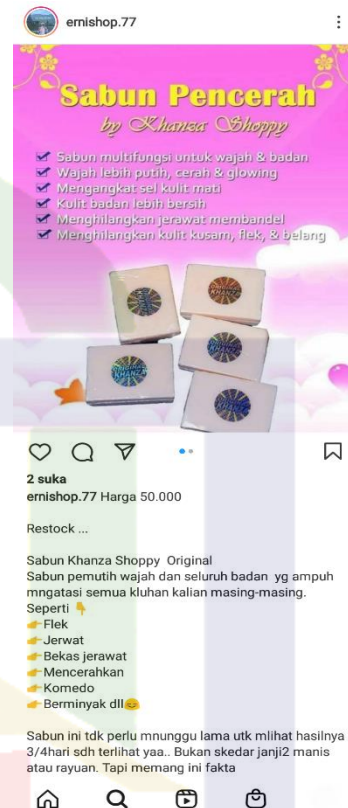 ernishop.77
Sabun Pencerah
by Khanza Shoppy
Sabun multifungsi untuk wajah & badan
Wajah lebih putih, cerah & glowing
Mengangkat sel kulit mati
Kulit badan lebih bersih
Menghilangkan jerawat membandel
Menghilangkan kulit kusam, flek, & belang
ORIGINAL
KHANZA
2 suka
ernishop.77 Harga 50.000
Restock ...
Sabun Khanza Shoppy Original
Sabun pemutih wajah dan seluruh badan yg ampuh
mngatasi semua kluhan kalian masing-masing.
Seperti 👇
👉Flek
👉Jerwat
👉Bekas jerawat
👉Mencerahkan
👉Komedo
👉Berminyak dll😊
Sabun ini tdk perlu mnunggu lama utk mlihat hasilnya
3/4hari sdh terlihat yaa.. Bukan skedar janji2 manis
atau rayuan. Tapi memang ini fakta